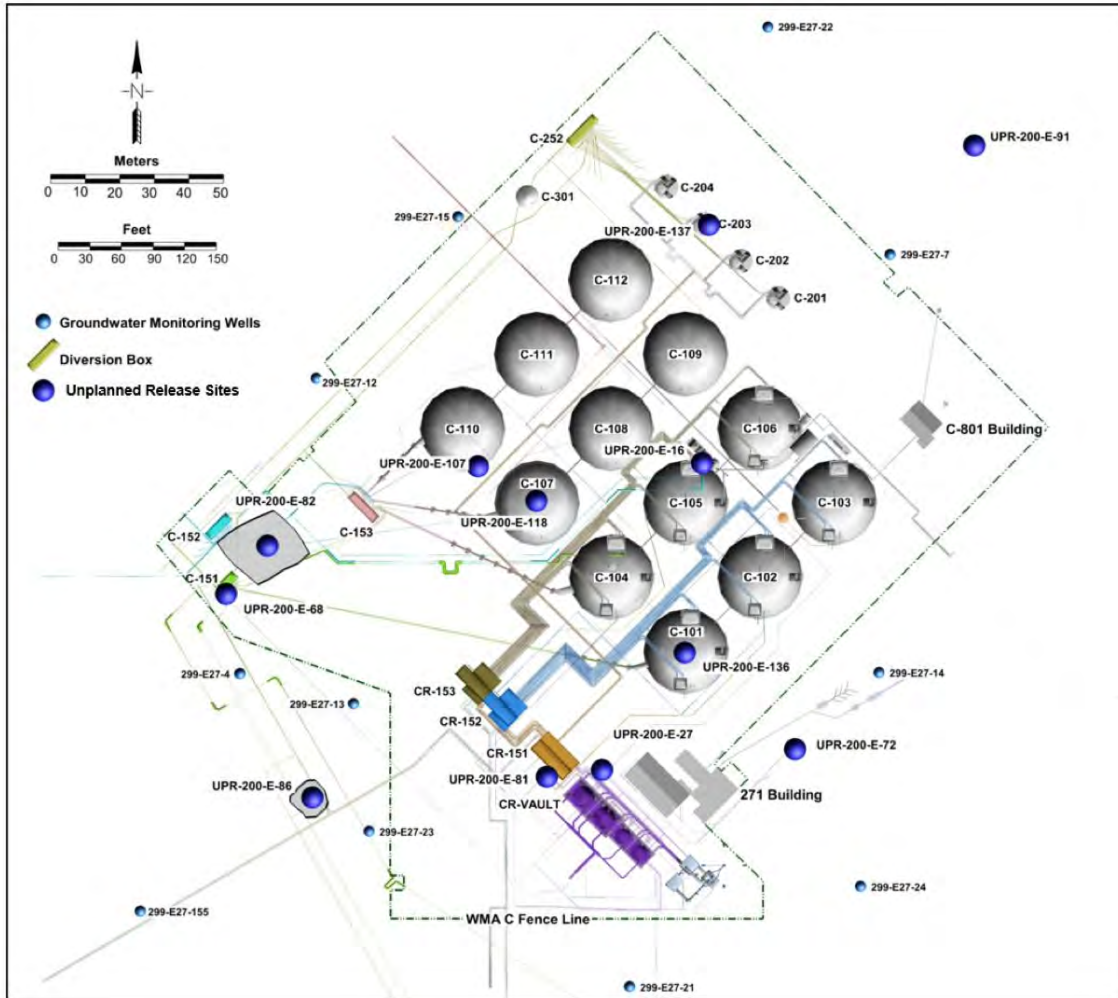 299-E27-22
N
UPR-200-E-91
C-252
Meters
0 10 20 30 40 50
C-204
C-301
299-E27-15
C-203
UPR-200-E-137
Feet
0 30 60 90 120 150
299-E27-7
C-202
C-112
C-201
Groundwater Monitoring Wells
C-111
C-109
Diversion Box
299-E27-12
Unplanned Release Sites
C-110
C-108
C-106
C-801 Building
UPR-200-E-16
UPR-200-E-107
C-107
UPR-200-E-82
C-105
C-103
C-153
UPR-200-E-118
C-152
C-151
C-104
C-102
UPR-200-E-68
C-101
UPR-200-E-136
299-E27-4
299-E27-14
CR-153
299-E27-13
CR-152
UPR-200-E-27
CR-151
UPR-200-E-72
UPR-200-E-81
UPR-200-E-86
271 Building
CR-VAULT
299-E27-23
299-E27-24
299-E27-155
WMA C Fence Line
299-E27-21